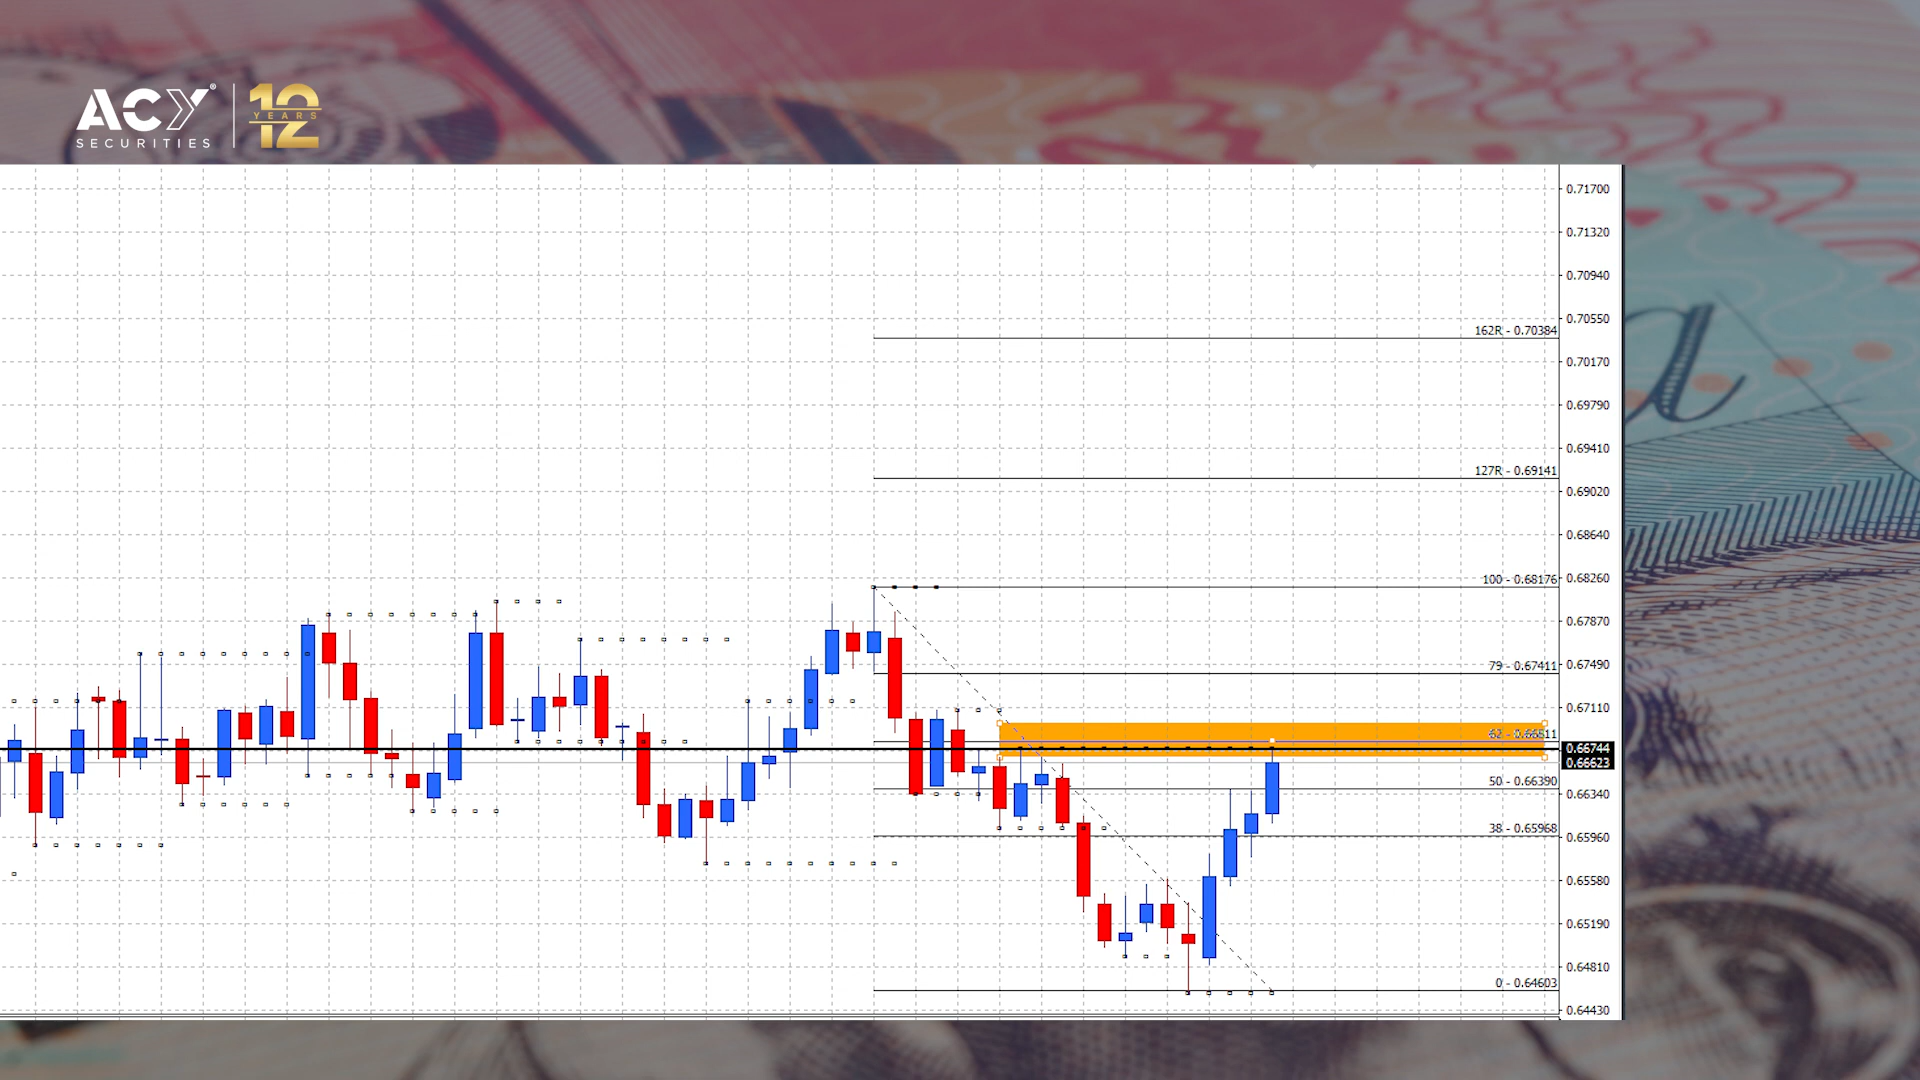 ACY®
SECURITIES
12
YEARS
0.71700
0.71320
0.70940
0.70550
162R - 0.70384
0.70170
0.69790
0.69410
127R - 0.69141
0.69020
0.68640
0.68260
100 - 0.68176
0.67870
0.67490
79 - 0.67411
0.67110
62 - 0.66811
0.66744
0.66623
50 - 0.66390
0.66340
38 - 0.65968
0.65960
0.65580
0.65190
0.64810
0 - 0.64603
0.64430